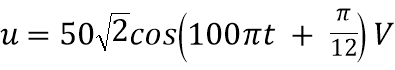 u = 50√2cos(100πt + π/12) V